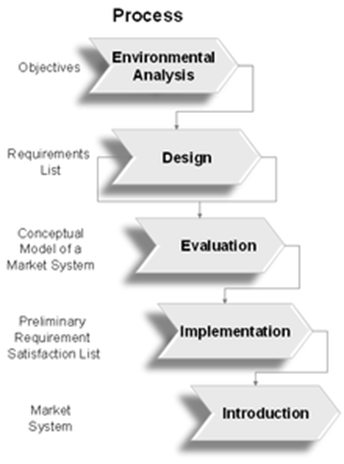 Process
Objectives
Environmental
Analysis
Requirements
List
Design
Conceptual
Model of a
Market System
Evaluation
Preliminary
Requirement
Satisfaction List
Implementation
Market
System
Introduction